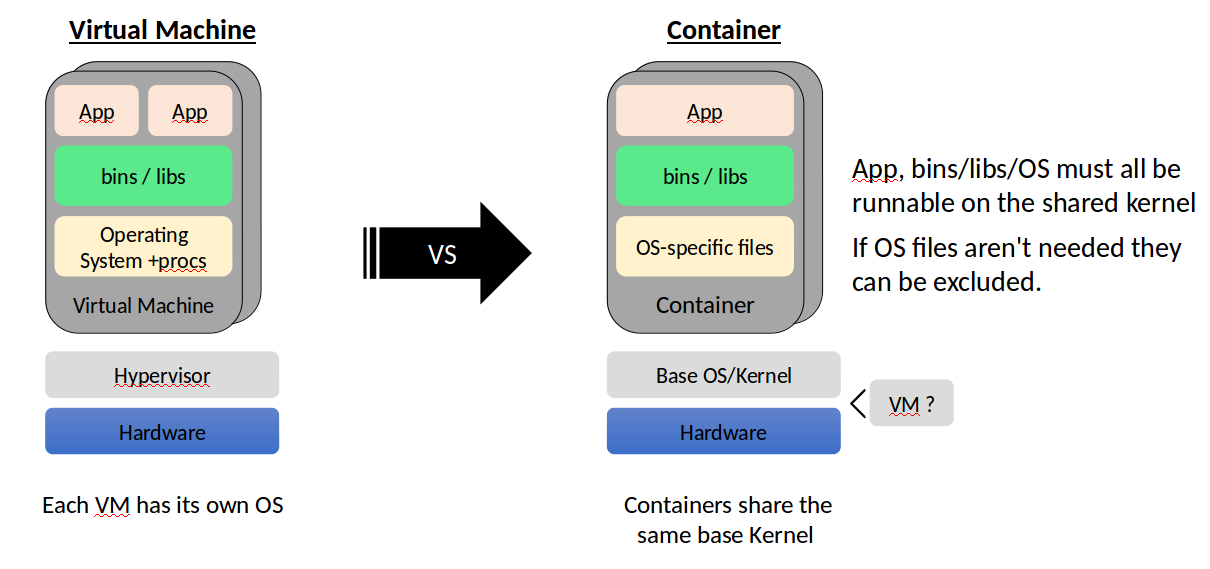 Virtual Machine
App
App
bins / libs
Operating
System +procs
Virtual Machine
Hypervisor
Hardware
Each VM has its own OS
VS
Container
App
bins / libs
OS-specific files
Container
Base OS/Kernel
Hardware
VM ?
Containers share the
same base Kernel
App, bins/libs/OS must all be
runnable on the shared kernel
If OS files aren't needed they
can be excluded.